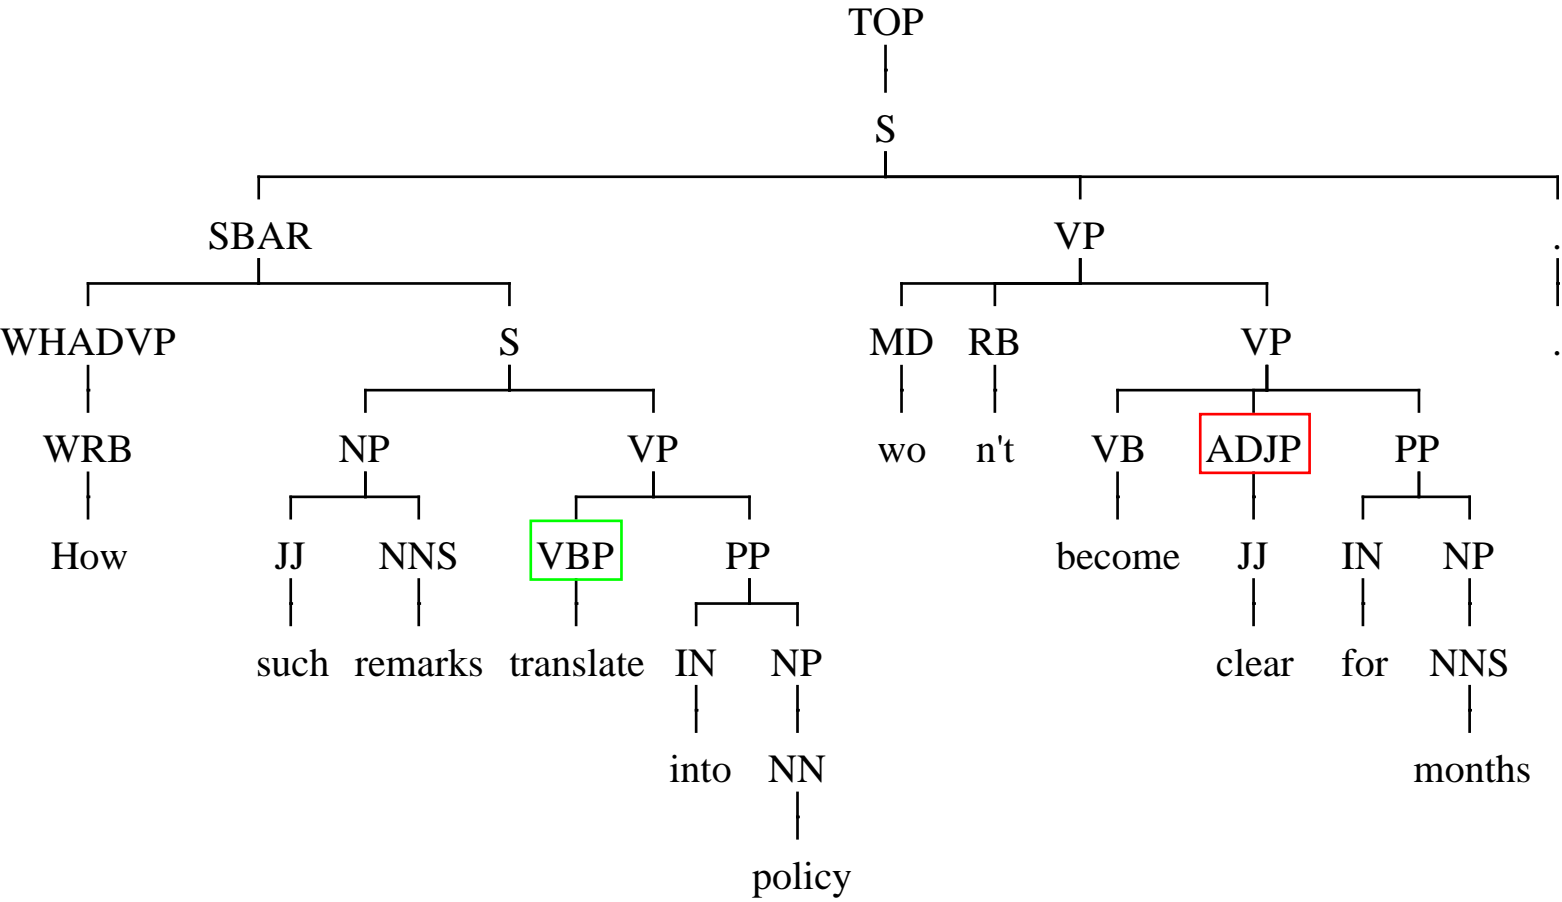 TOP
S
SBAR VP .
WHADVP S MD RB VP .
WRB NP VP wo n't VB ADJP PP
How JJ NNS VBP PP become JJ IN NP
such remarks translate IN NP clear for NNS
into NN months
policy